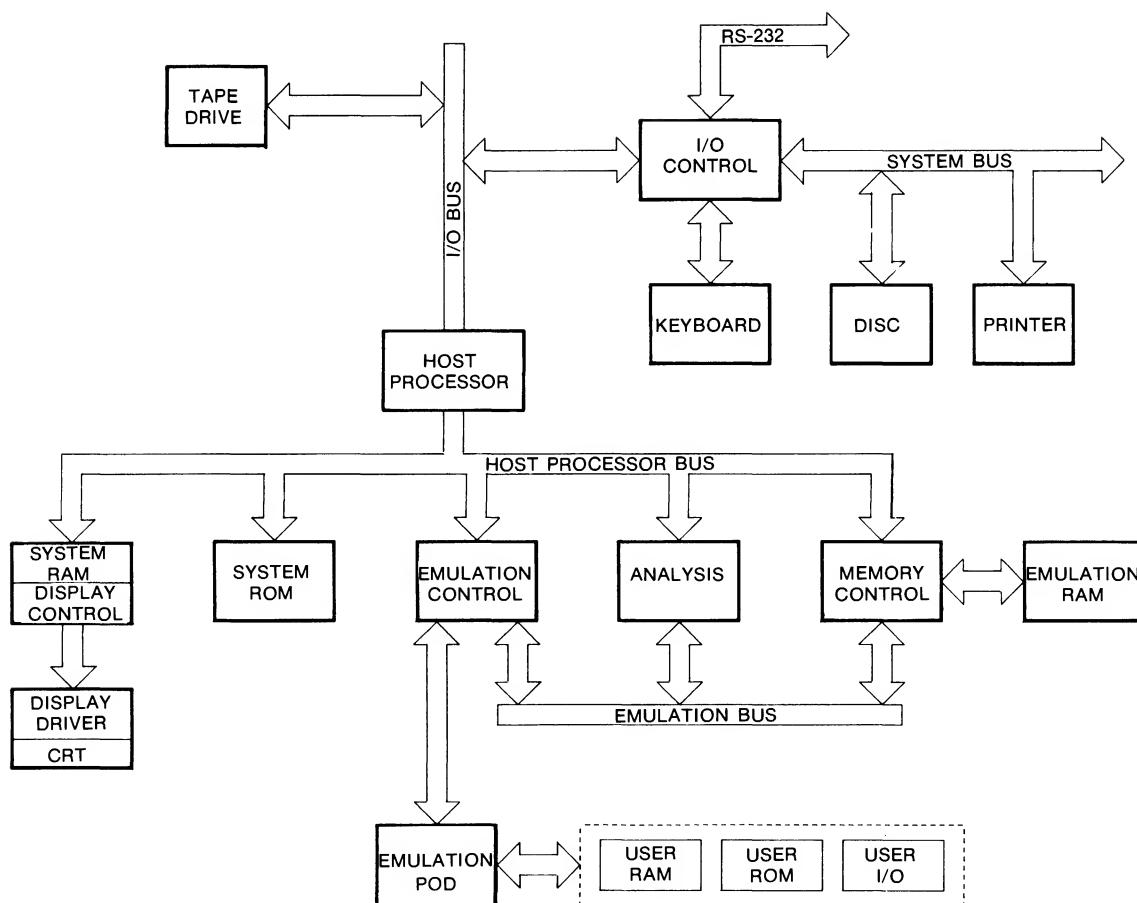 RS-232
TAPE
DRIVE
I/O
CONTROL
SYSTEM BUS
I/O BUS
KEYBOARD
DISC
PRINTER
HOST
PROCESSOR
HOST PROCESSOR BUS
SYSTEM
RAM
DISPLAY
CONTROL
SYSTEM
ROM
EMULATION
CONTROL
ANALYSIS
MEMORY
CONTROL
EMULATION
RAM
DISPLAY
DRIVER
CRT
EMULATION BUS
EMULATION
POD
USER
RAM
USER
ROM
USER
I/O